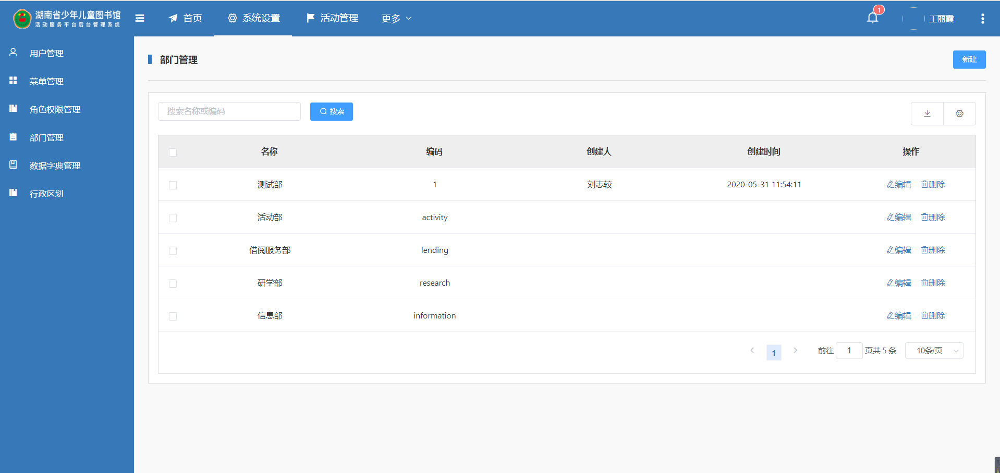 湖南省少年儿童图书馆
活动服务平台后台管理系统
首页
系统设置
活动管理
更多
1
王丽霞
用户管理
菜单管理
角色权限管理
部门管理
数据字典管理
行政区划
部门管理
新建
搜索名称或编码
搜索
名称 编码 创建人 创建时间 操作
测试部 1 刘志较 2020-05-31 11:54:11 编辑 删除
活动部 activity 编辑 删除
借阅服务部 lending 编辑 删除
研学部 research 编辑 删除
信息部 information 编辑 删除
1 前往 1 页共 5 条 10条/页